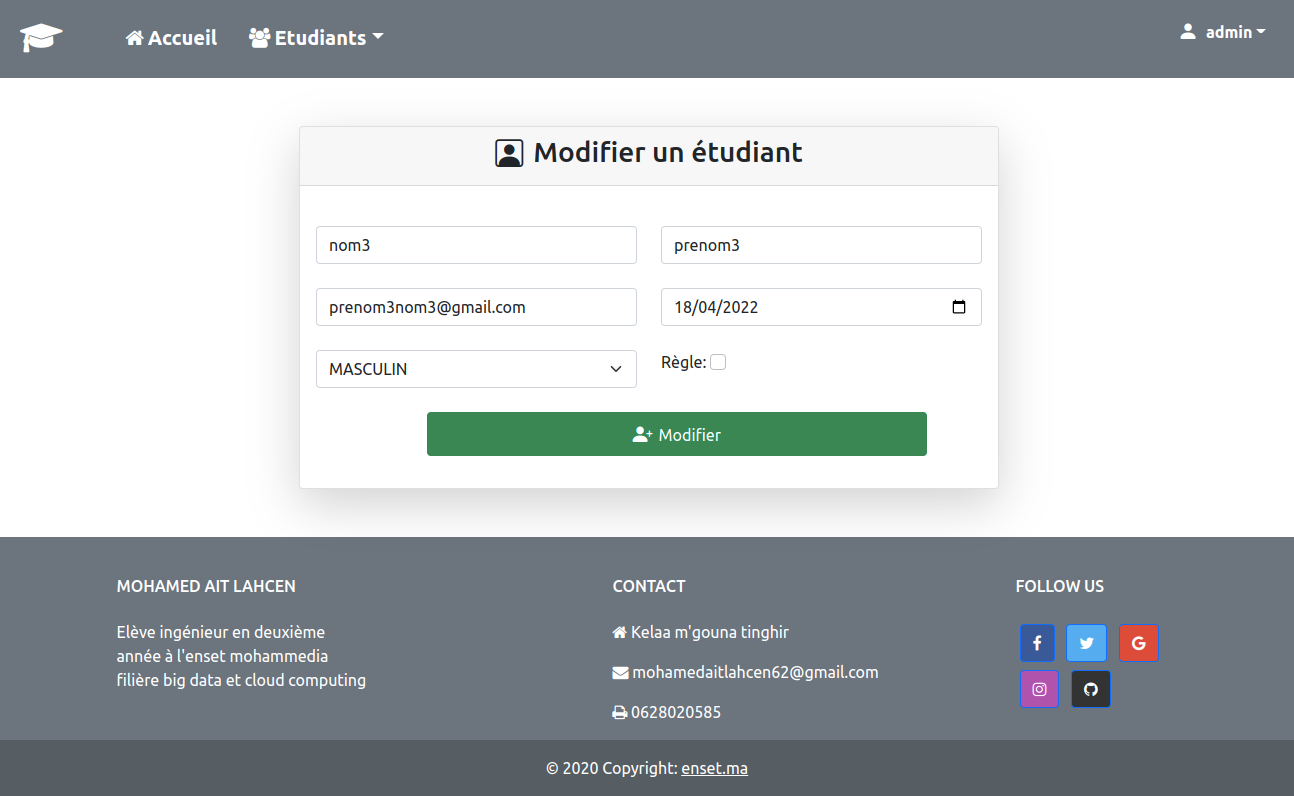 Accueil
Etudiants
admin
Modifier un étudiant
nom3
prenom3
prenom3nom3@gmail.com
18/04/2022
MASCULIN
Règle:
Modifier
MOHAMED AIT LAHCEN
Elève ingénieur en deuxième
année à l'enset mohammedia
filière big data et cloud computing
CONTACT
Kelaa m'gouna tinghir
mohamedaitlahcen62@gmail.com
0628020585
FOLLOW US
© 2020 Copyright: enset.ma